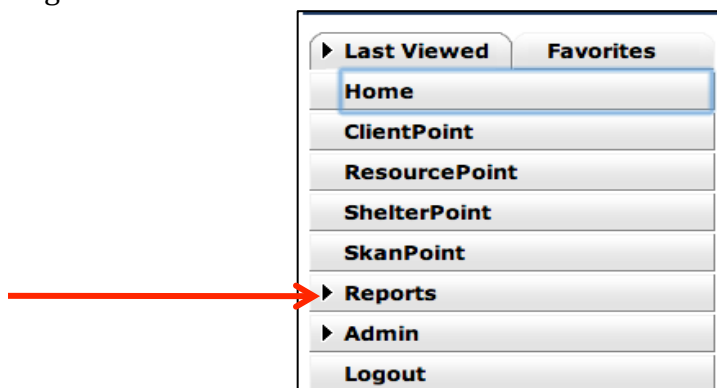 Last Viewed Favorites
Home
ClientPoint
ResourcePoint
ShelterPoint
SkanPoint
Reports
Admin
Logout